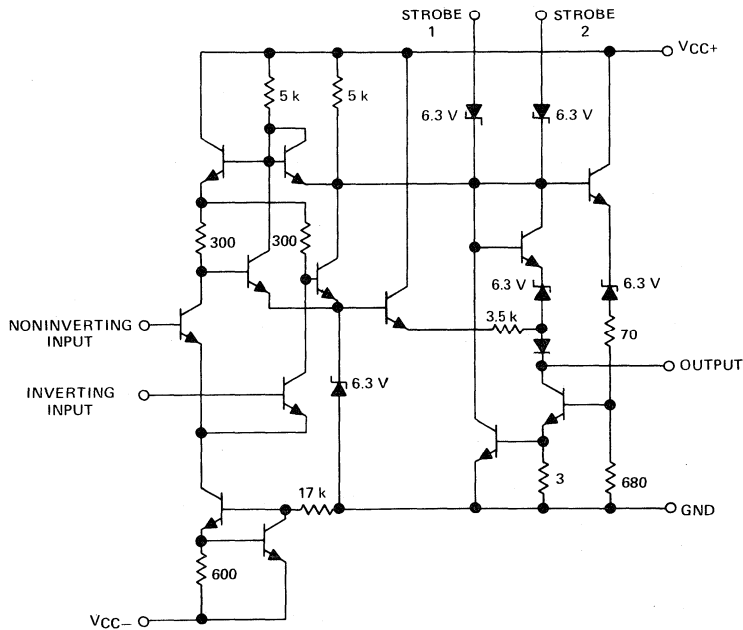 STROBE
1
STROBE
2
VCC+
5 k
5 k
6.3 V
6.3 V
300
300
6.3 V
6.3 V
3.5 k
70
NONINVERTING
INPUT
OUTPUT
INVERTING
INPUT
6.3 V
17 k
3
680
GND
600
VCC−